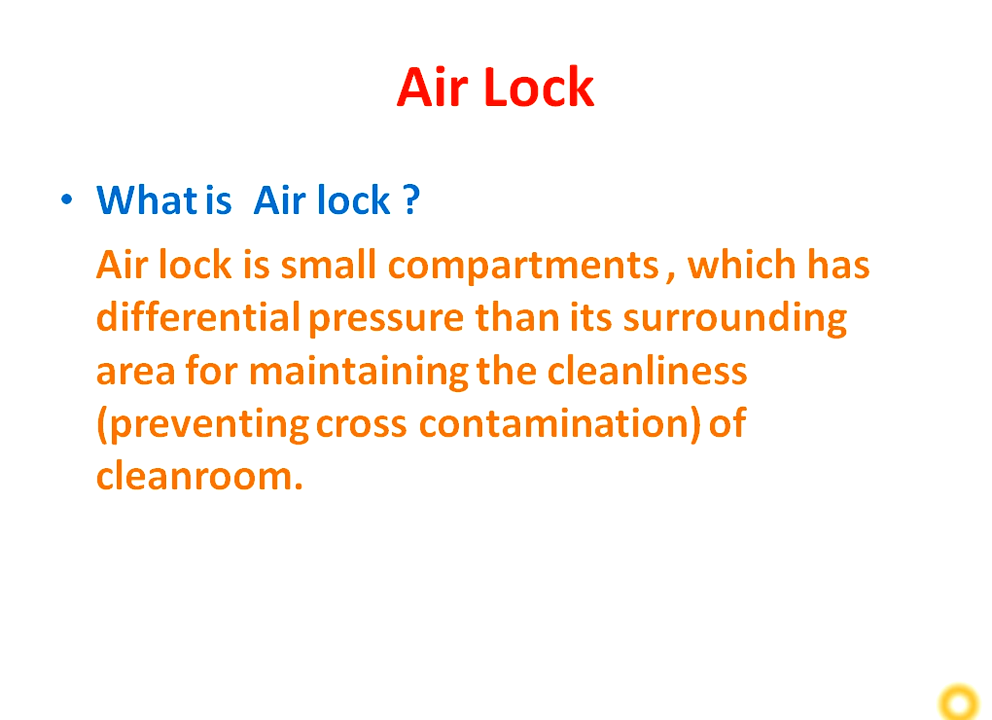 Air Lock
• What is Air lock ?
Air lock is small compartments , which has
differential pressure than its surrounding
area for maintaining the cleanliness
(preventing cross contamination) of
cleanroom.